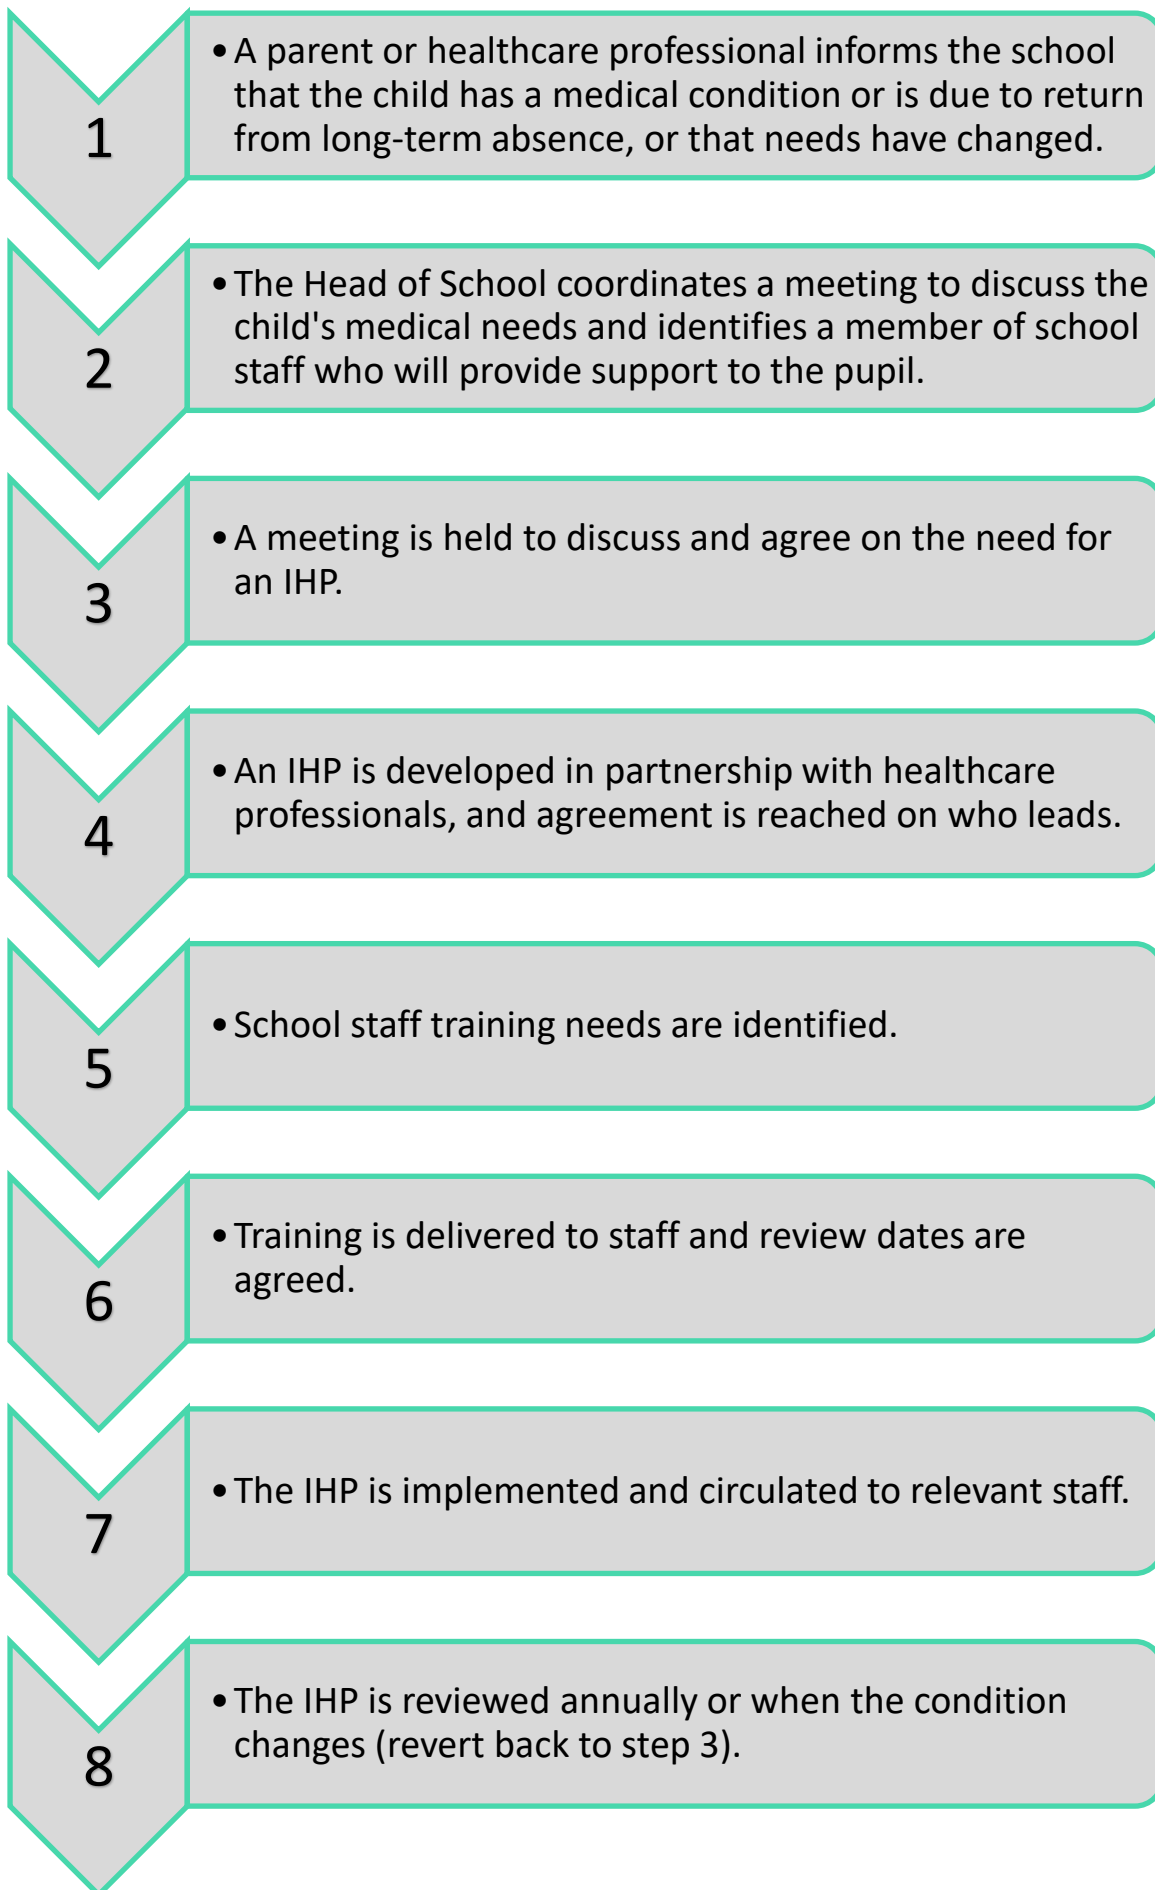 1
• A parent or healthcare professional informs the school
that the child has a medical condition or is due to return
from long-term absence, or that needs have changed.
2
• The Head of School coordinates a meeting to discuss the
child's medical needs and identifies a member of school
staff who will provide support to the pupil.
3
• A meeting is held to discuss and agree on the need for
an IHP.
4
• An IHP is developed in partnership with healthcare
professionals, and agreement is reached on who leads.
5
• School staff training needs are identified.
6
• Training is delivered to staff and review dates are
agreed.
7
• The IHP is implemented and circulated to relevant staff.
8
• The IHP is reviewed annually or when the condition
changes (revert back to step 3).